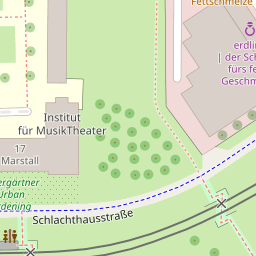 Fettschmelze
erdlin
| der Sch
fürs fe
Geschm
Institut
für MusikTheater
17
Marstall
ergärtner
Urban
rdening
Schlachthausstraße